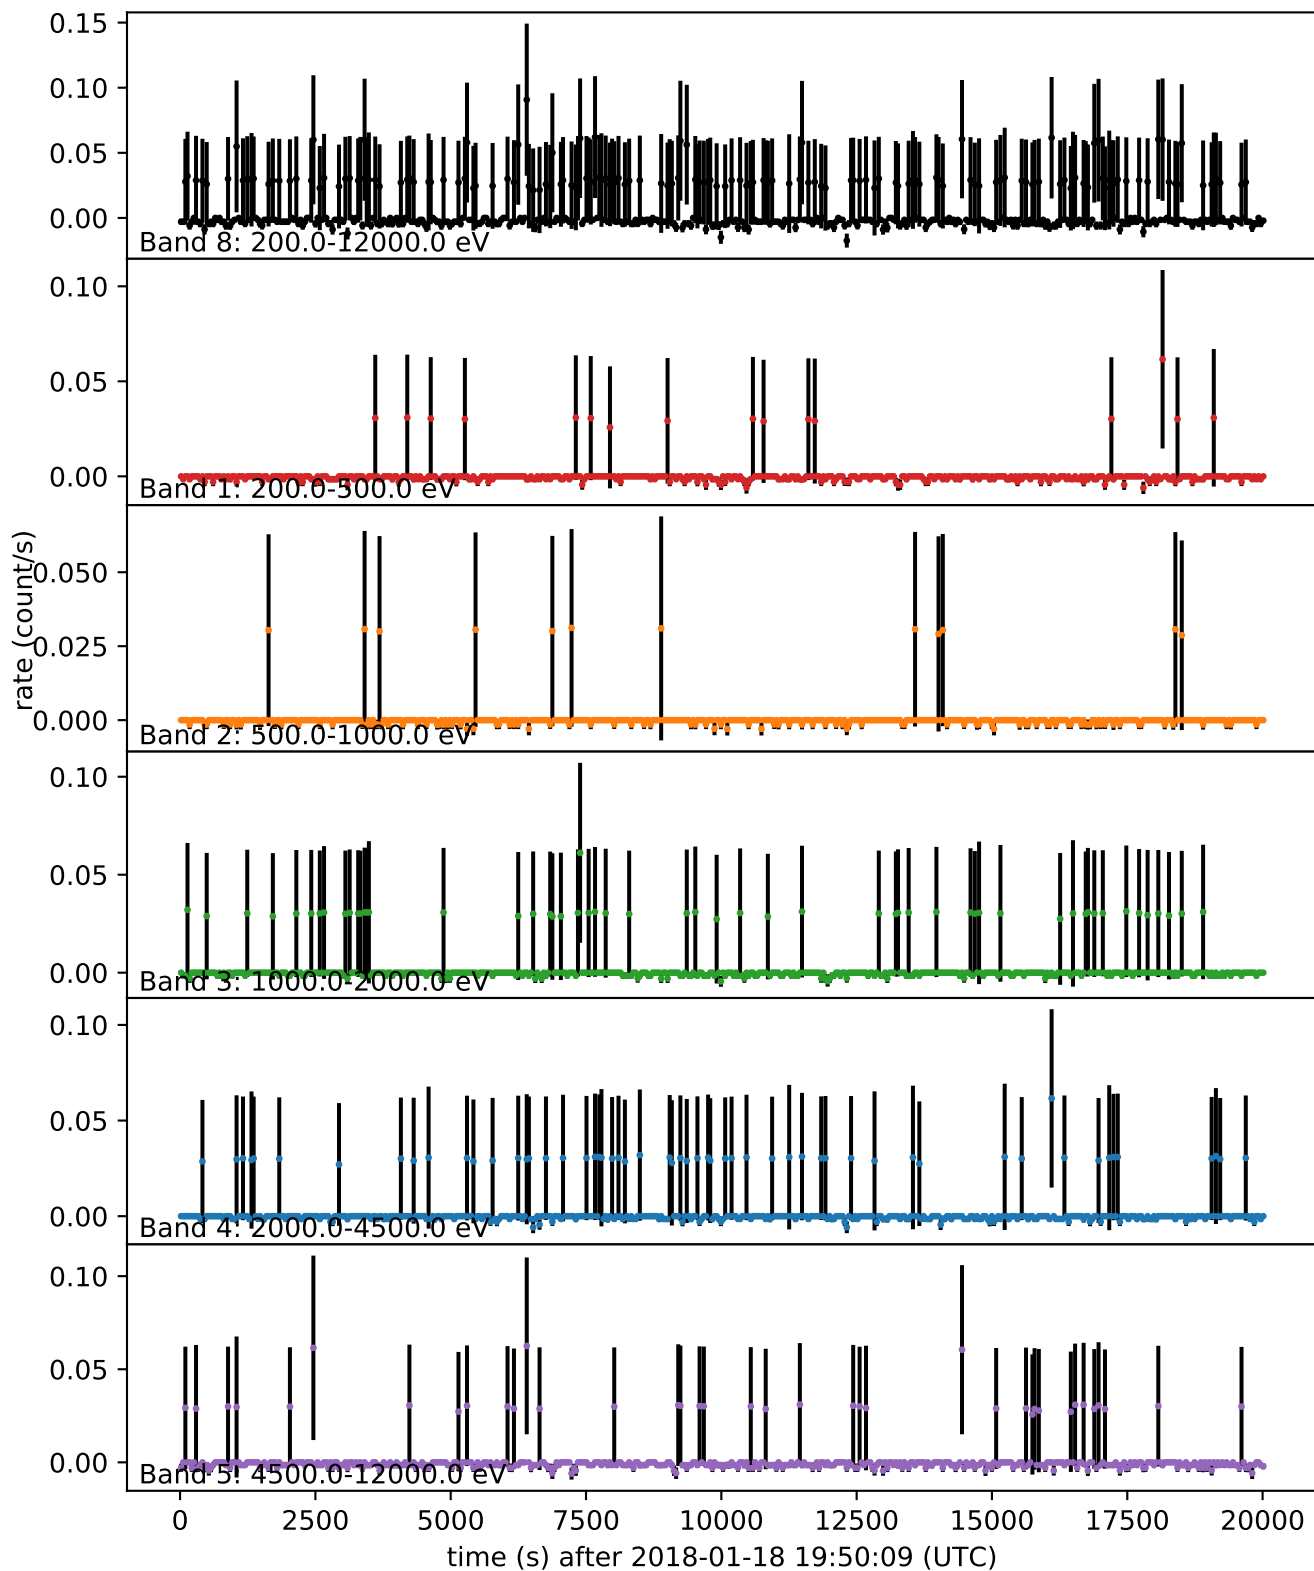 0.15
0.10
0.05
0.00
Band 8: 200.0-12000.0 eV
0.10
0.05
0.00
Band 1: 200.0-500.0 eV
rate (count/s)
0.050
0.025
0.000
Band 2: 500.0-1000.0 eV
0.10
0.05
0.00
Band 3: 1000.0-2000.0 eV
0.10
0.05
0.00
Band 4: 2000.0-4500.0 eV
0.10
0.05
0.00
Band 5: 4500.0-12000.0 eV
0 2500 5000 7500 10000 12500 15000 17500 20000
time (s) after 2018-01-18 19:50:09 (UTC)